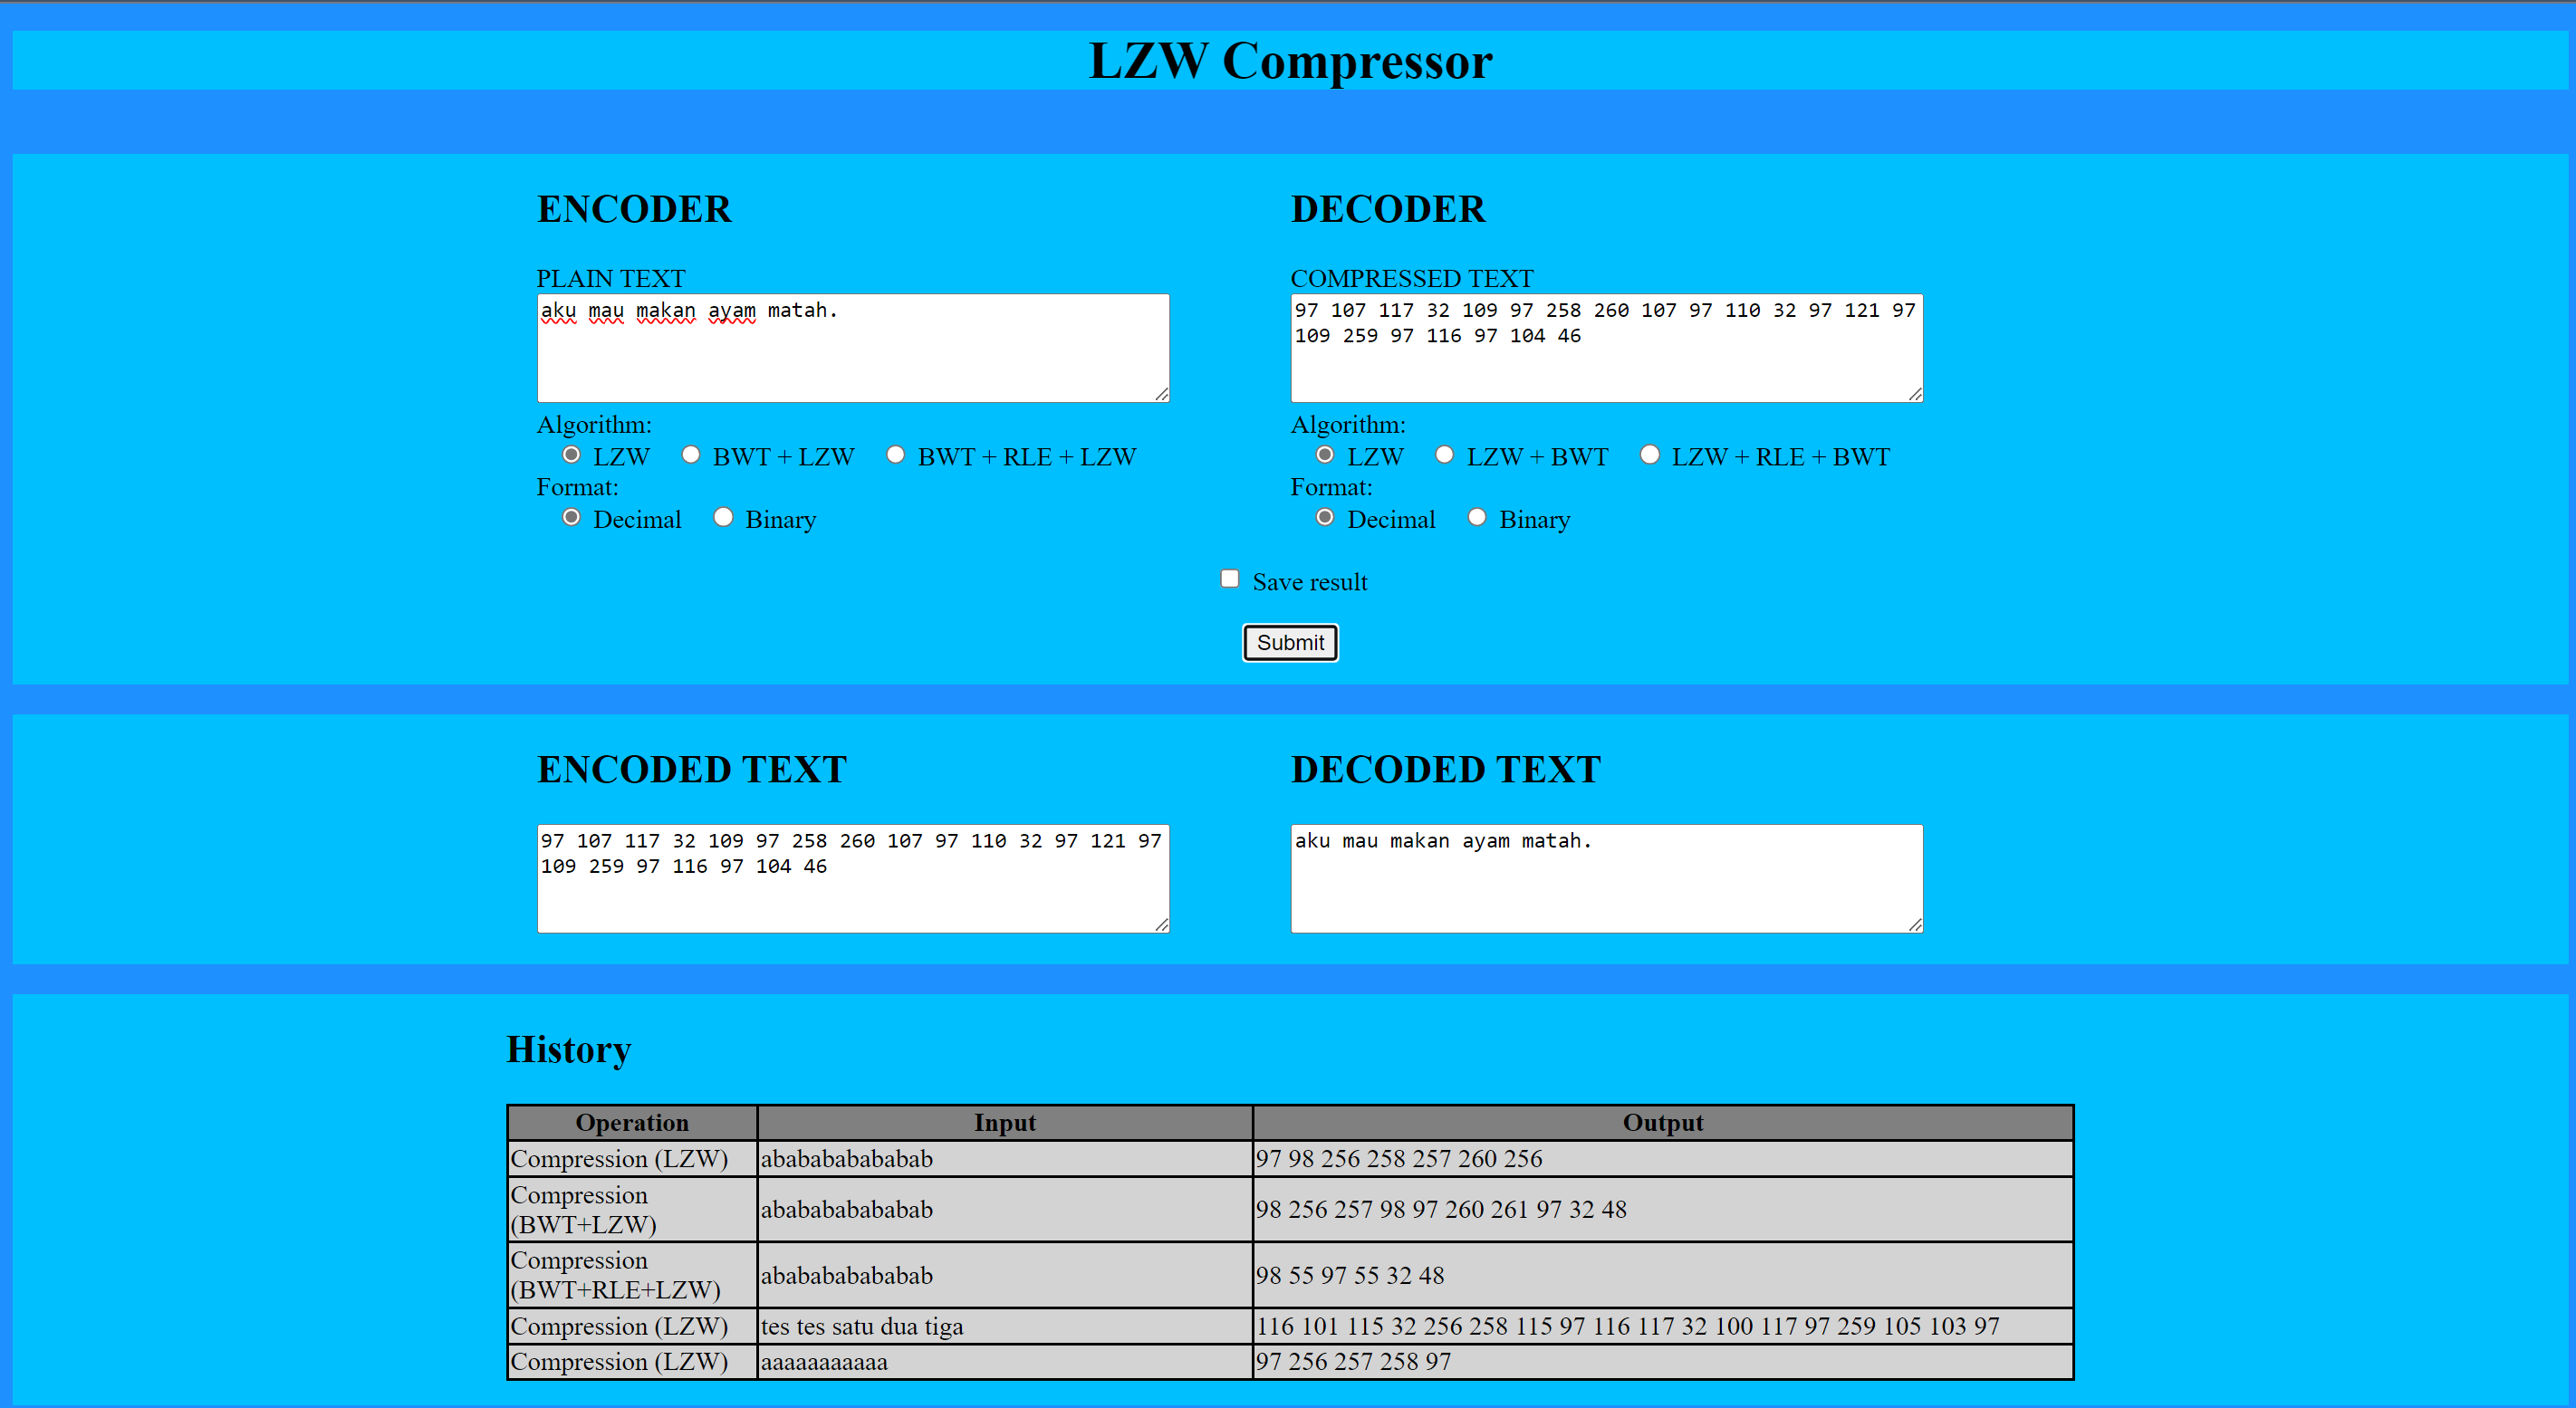 LZW Compressor
ENCODER
PLAIN TEXT
aku mau makan ayam matah.
Algorithm:
LZW BWT + LZW BWT + RLE + LZW
Format:
Decimal Binary
DECODER
COMPRESSED TEXT
97 107 117 32 109 97 258 260 107 97 110 32 97 121 97
109 259 97 116 97 104 46
Algorithm:
LZW LZW + BWT LZW + RLE + BWT
Format:
Decimal Binary
Save result
Submit
ENCODED TEXT
97 107 117 32 109 97 258 260 107 97 110 32 97 121 97
109 259 97 116 97 104 46
DECODED TEXT
aku mau makan ayam matah.
History
Operation Input Output
Compression (LZW) ababababababab 97 98 256 258 257 260 256
Compression
(BWT+LZW) ababababababab 98 256 257 98 97 260 261 97 32 48
Compression
(BWT+RLE+LZW) ababababababab 98 55 97 55 32 48
Compression (LZW) tes tes satu dua tiga 116 101 115 32 256 258 115 97 116 117 32 100 117 97 259 105 103 97
Compression (LZW) aaaaaaaaaaa 97 256 257 258 97